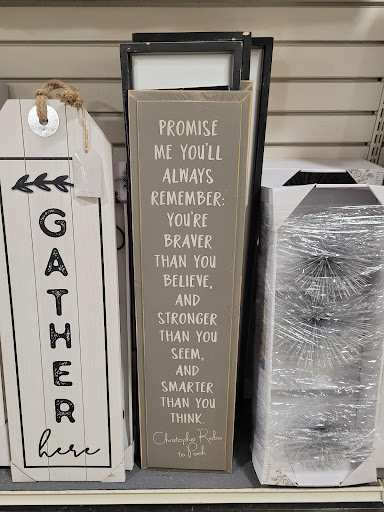 GATHER
here
PROMISE
ME YOU'LL
ALWAYS
REMEMBER:
YOU'RE
BRAVER
THAN YOU
BELIEVE,
AND
STRONGER
THAN YOU
SEEM,
AND
SMARTER
THAN YOU
THINK.
Christopher Robin
to Pooh